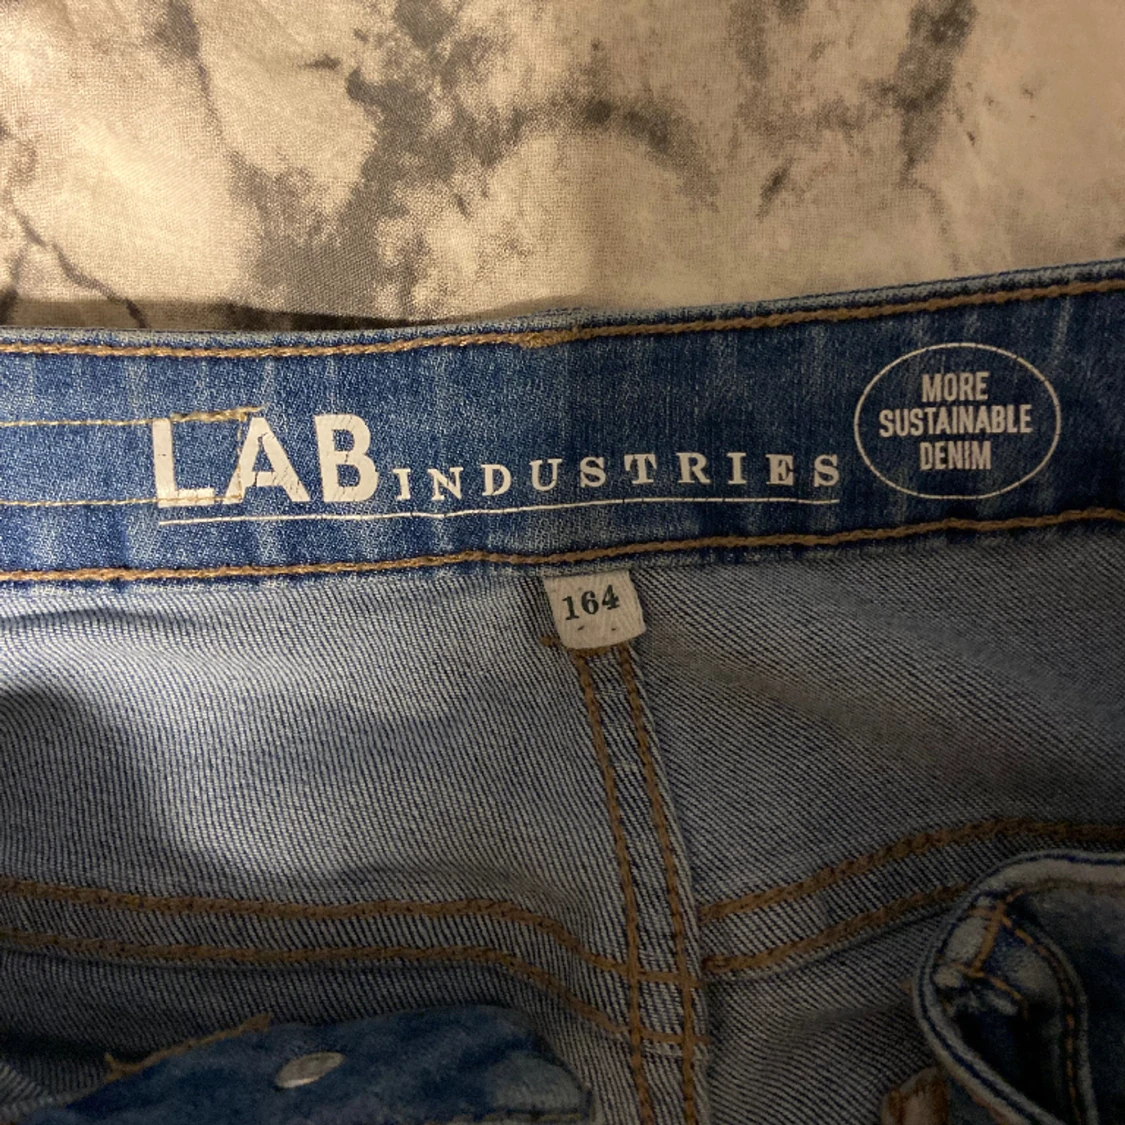 LAB INDUSTRIES
MORE
SUSTAINABLE
DENIM
164